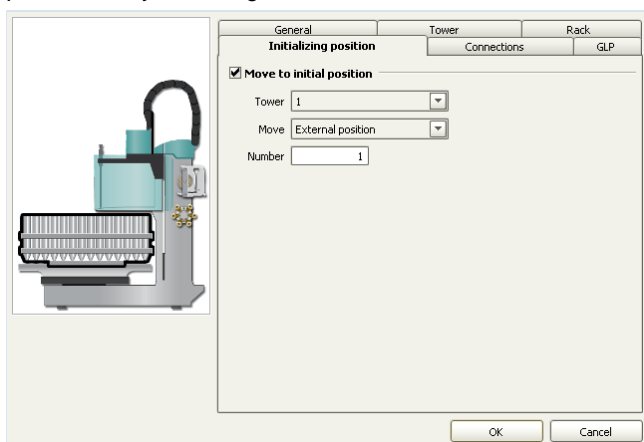 General Tower Rack
Initializing position Connections GLP
Move to initial position
Tower 1
Move External position
Number 1
OK Cancel